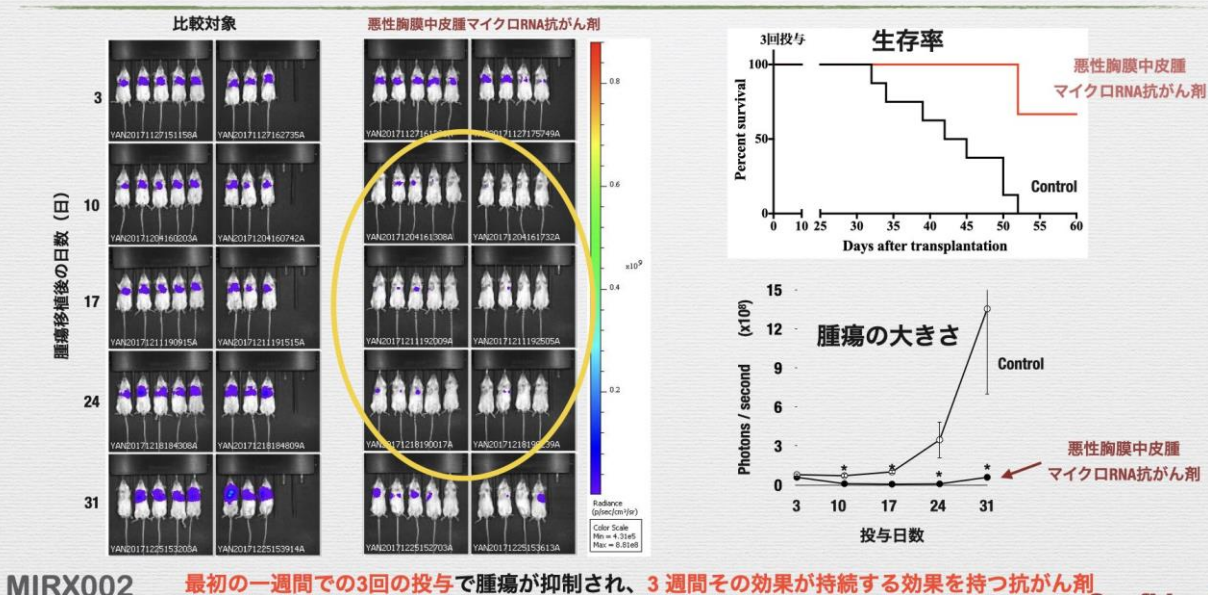 比較対象
悪性胸膜中皮腫マイクロRNA抗がん剤
腫瘍移植後の日数（日）
3
YAN20171127151158A
YAN20171127162735A
YAN20171127175749A
10
YAN20171204160203A
YAN20171204160742A
YAN20171204161308A
YAN20171204161732A
17
YAN20171211190915A
YAN20171211191515A
YAN20171211192009A
YAN20171211192505A
24
YAN20171218184308A
YAN20171218184809A
YAN20171218190017A
31
YAN20171225153203A
YAN20171225153914A
YAN20171225152703A
YAN20171225153613A
0.8
0.6
x10⁹
0.4
0.2
Radiance
(p/sec/cm²/sr)
Color Scale
Min = 4.31e5
Max = 8.81e8
3回投与
生存率
Percent survival
100
50
0
0 10 25 30 35 40 45 50 55 60
Days after transplantation
Control
悪性胸膜中皮腫
マイクロRNA抗がん剤
腫瘍の大きさ
Photons / second (x10⁸)
15
12
9
6
3
0
* * * *
3 10 17 24 31
投与日数
Control
悪性胸膜中皮腫
マイクロRNA抗がん剤
MIRX002
最初の一週間での3回の投与で腫瘍が抑制され、3 週間その効果が持続する効果を持つ抗がん剤